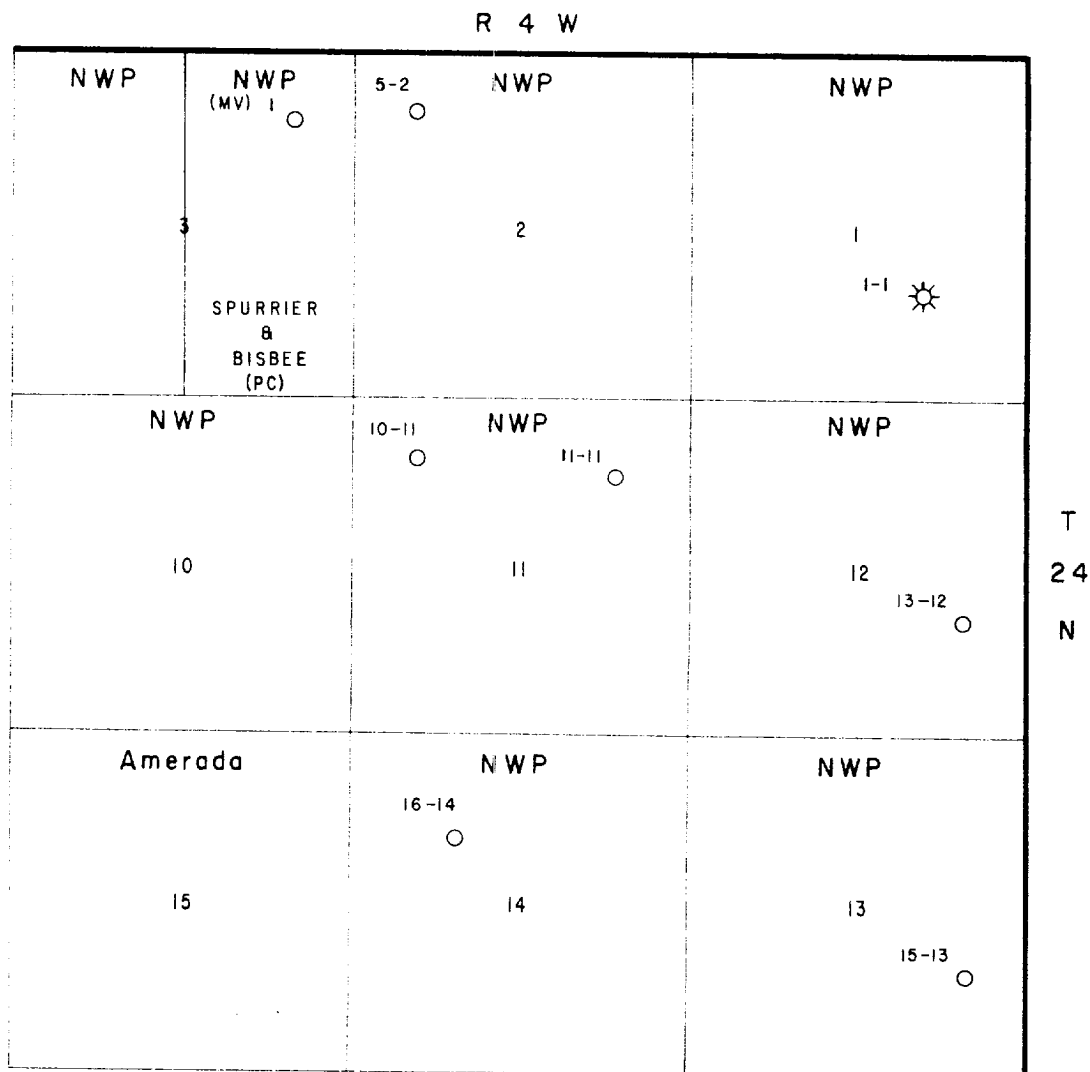 R 4 W
NWP
NWP
(MV) 1
5-2
NWP
NWP
3
2
1
1-1
SPURRIER
&
BISBEE
(PC)
NWP
10-11
NWP
11-11
NWP
10
11
12
13-12
T
24
N
Amerada
NWP
NWP
16-14
15
14
13
15-13